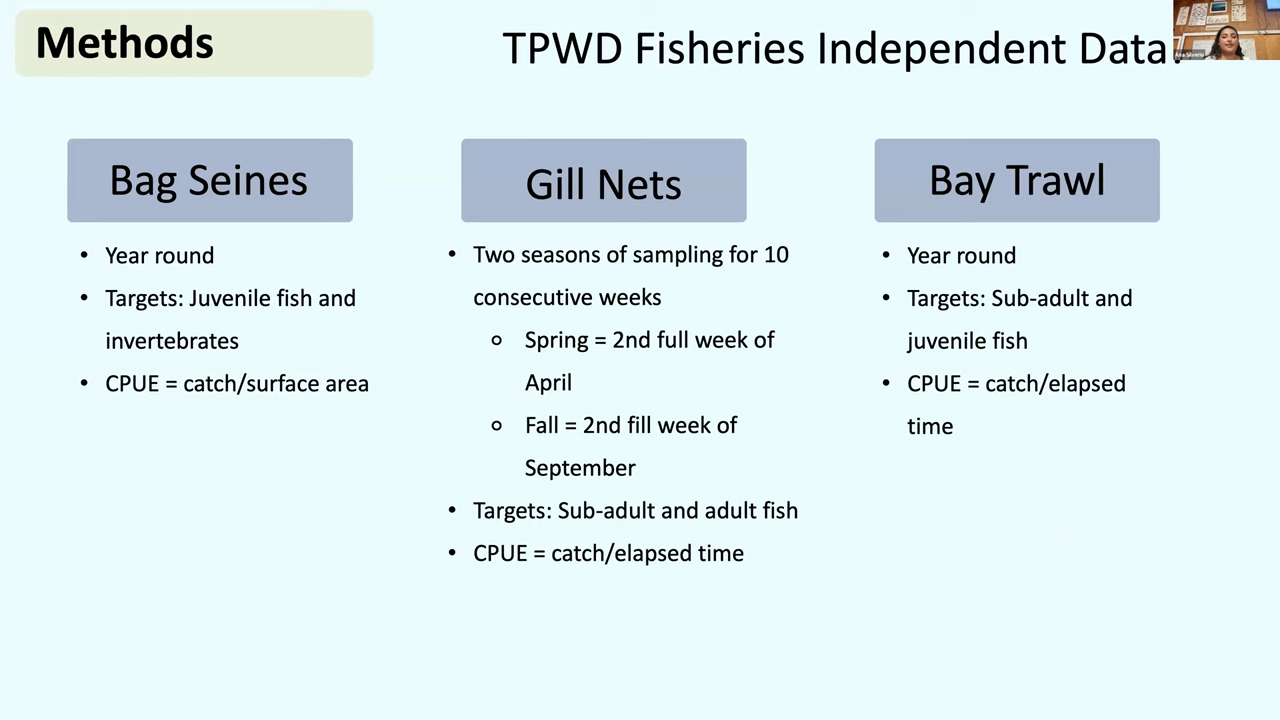 Methods
TPWD Fisheries Independent Data:
Ana Silverio
Bag Seines
• Year round
• Targets: Juvenile fish and
invertebrates
• CPUE = catch/surface area
Gill Nets
• Two seasons of sampling for 10
consecutive weeks
○ Spring = 2nd full week of
April
○ Fall = 2nd fill week of
September
• Targets: Sub-adult and adult fish
• CPUE = catch/elapsed time
Bay Trawl
• Year round
• Targets: Sub-adult and
juvenile fish
• CPUE = catch/elapsed
time